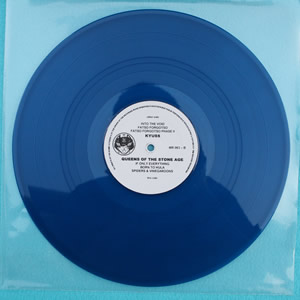 INTO THE VOID
FATSO FORGOTSO
FATSO FORGOTSO PHASE II
KYUSS
QUEENS OF THE STONE AGE
IF ONLY EVERYTHING
BORN TO HULA
SPIDERS & VINEGAROONS